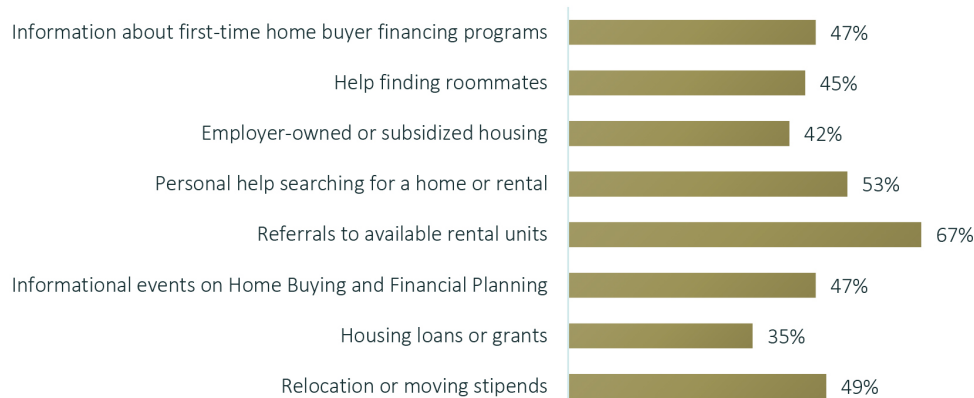 Information about first-time home buyer financing programs 47%
Help finding roommates 45%
Employer-owned or subsidized housing 42%
Personal help searching for a home or rental 53%
Referrals to available rental units 67%
Informational events on Home Buying and Financial Planning 47%
Housing loans or grants 35%
Relocation or moving stipends 49%